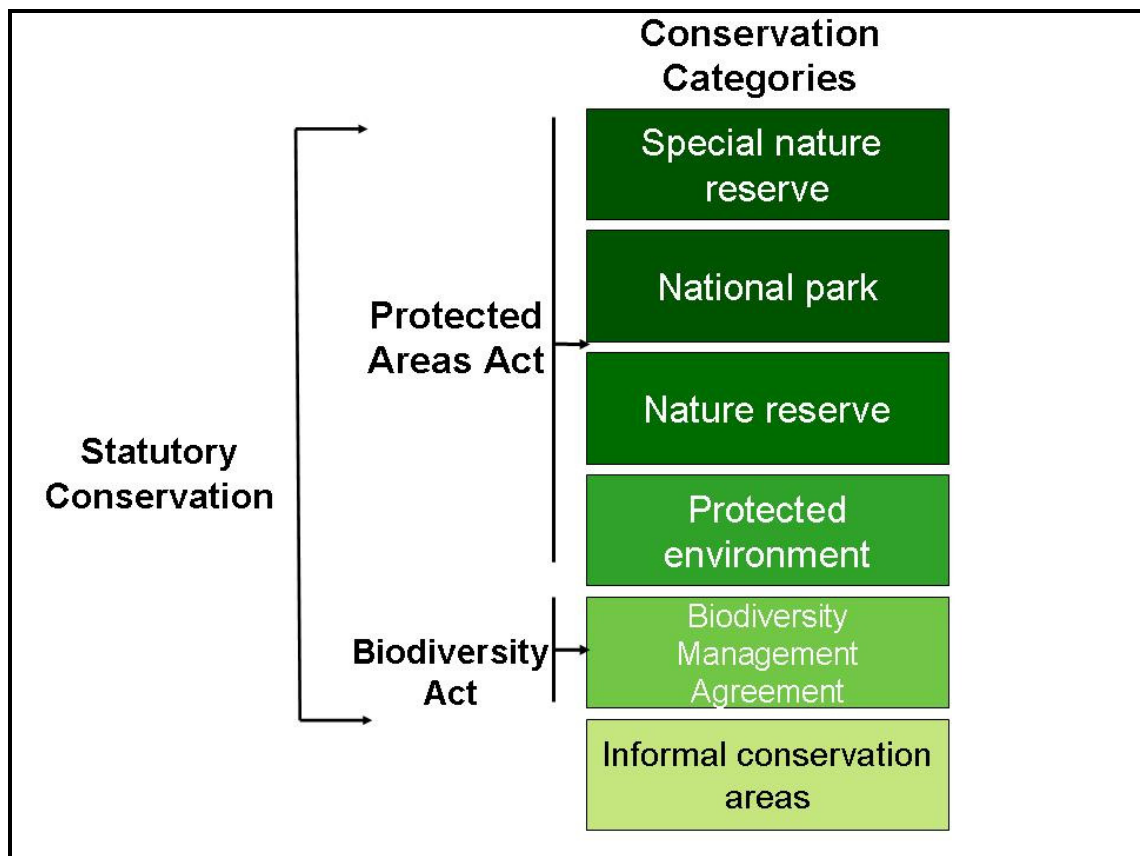 Conservation
Categories
Special nature
reserve
National park
Protected
Areas Act
Nature reserve
Statutory
Conservation
Protected
environment
Biodiversity
Act
Biodiversity
Management
Agreement
Informal conservation
areas